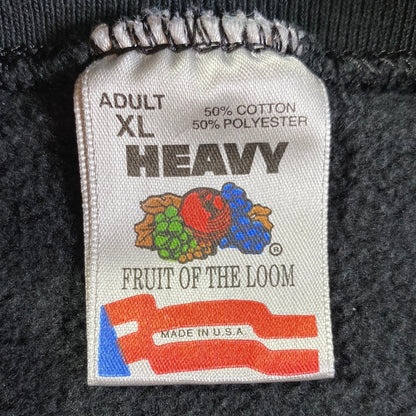 ADULT
XL
50% COTTON
50% POLYESTER
HEAVY
®
FRUIT OF THE LOOM
MADE IN U.S.A.